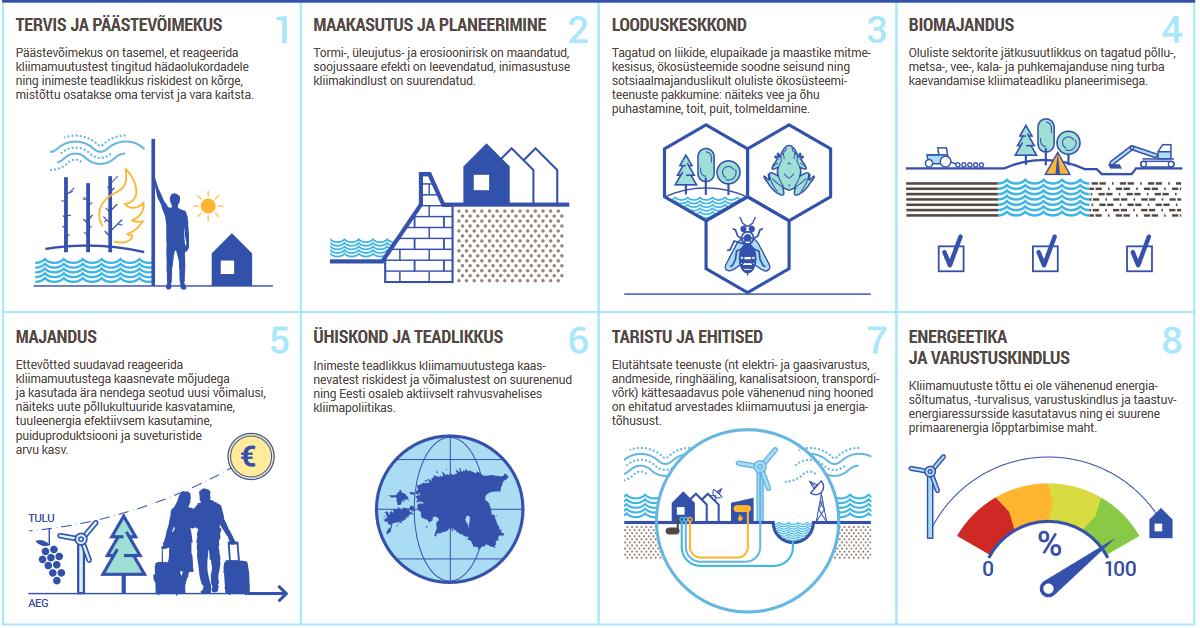 TERVIS JA PÄÄSTEVÕIMEKUS
1
Päästevõimekus on tasemel, et reageerida
kliimamuutustest tingitud hädaolukordadele
ning inimeste teadlikkus riskidest on kõrge,
mistõttu osatakse oma tervist ja vara kaitsta.
MAAKASUTUS JA PLANEERIMINE
2
Tormi-, üleujutus- ja erosioonirisk on maandatud,
soojussaare efekti on leevendatud, inimasustuse
kliimakindlust on suurendatud.
LOODUSKESKKOND
3
Tagatud on liikide, elupaikade ja maastike mitme-
kesisus, ökosüsteemide soodne seisund ning
sotsiaalmajanduslikult oluliste ökosüsteemi-
teenuste pakkumine: näiteks vee ja õhu
puhastamine, toit, puit, tolmeldamine.
BIOMAJANDUS
4
Oluliste sektorite jätkusuutlikkus on tagatud põllu-,
metsa-, vee-, kala- ja puhkemajanduse ning turba
kaevandamise kliimateadliku planeerimisega.
MAJANDUS
5
Ettevõtted suudavad reageerida
kliimamuutustega kaasnevate mõjudega
ja kasutada ära nendega seotud uusi võimalusi,
näiteks uute põllukultuuride kasvatamine,
tuuleenergia efektiivsem kasutamine,
puiduproduktsiooni ja suveturistide
arvu kasv.
€
TULU
AEG
ÜHISKOND JA TEADLIKKUS
6
Inimeste teadlikkus kliimamuutustega kaas-
nevatest riskidest ja võimalustest on suurenenud
ning Eesti osaleb aktiivselt rahvusvahelises
kliimapoliitikas.
TARISTU JA EHITISED
7
Elutähtsate teenuste (nt elektri- ja gaasivarustus,
andmeside, ringhääling, kanalisatsioon, transpordi-
võrk) kättesaadavus pole vähenenud ning hooned
on ehitatud arvestades kliimamuutusi ja energia-
tõhusust.
ENERGEETIKA
JA VARUSTUSKINDLUS
8
Kliimamuutuste tõttu ei ole vähenenud energia-
sõltumatus, -turvalisus, varustuskindlus ja taastuv-
energiaressursside kasutatavus ning ei suurene
primaarenergia lõpptarbimise maht.
%
0
100